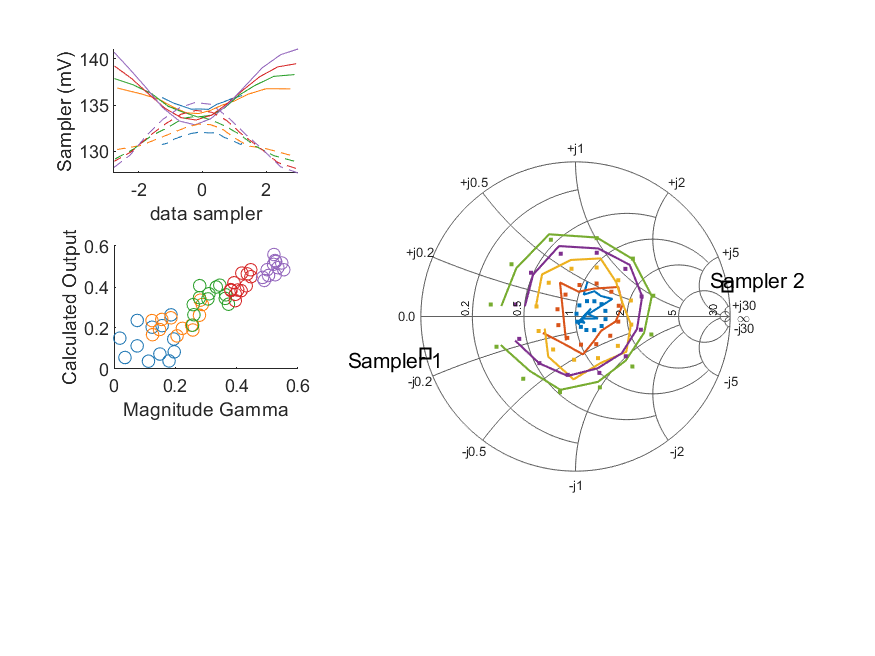 140
135
130
Sampler (mV)
-2
0
2
data sampler
0.6
0.4
0.2
0
Calculated Output
0
0.2
0.4
0.6
Magnitude Gamma
+j1
+j0.5
+j2
+j0.2
+j5
Sampler 2
0.0
0.2
0.5
1
2
5
30
+j30
∞
-j30
Sampler 1
-j0.2
-j5
-j0.5
-j2
-j1